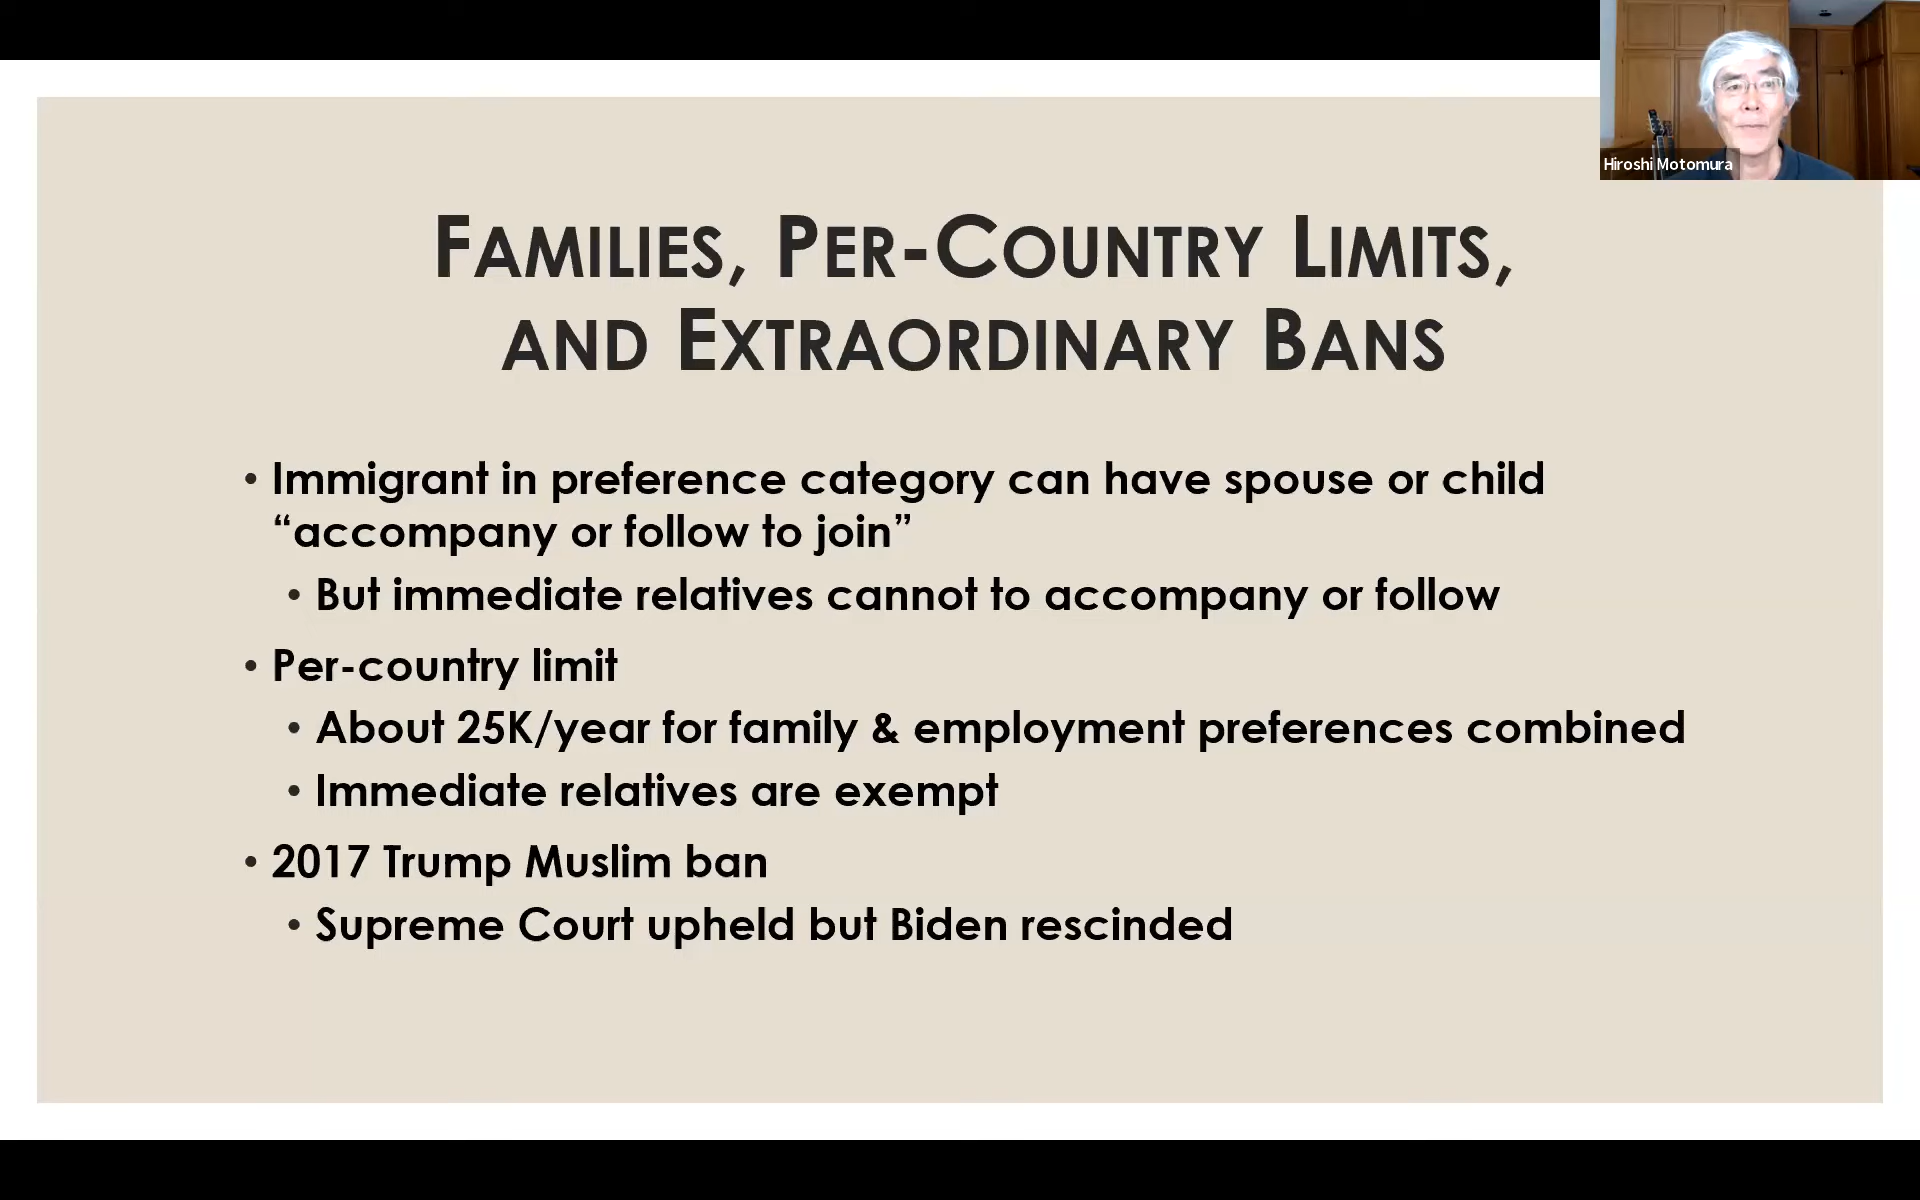 Hiroshi Motomura
FAMILIES, PER-COUNTRY LIMITS,
AND EXTRAORDINARY BANS
• Immigrant in preference category can have spouse or child
“accompany or follow to join”
• But immediate relatives cannot to accompany or follow
• Per-country limit
• About 25K/year for family & employment preferences combined
• Immediate relatives are exempt
• 2017 Trump Muslim ban
• Supreme Court upheld but Biden rescinded